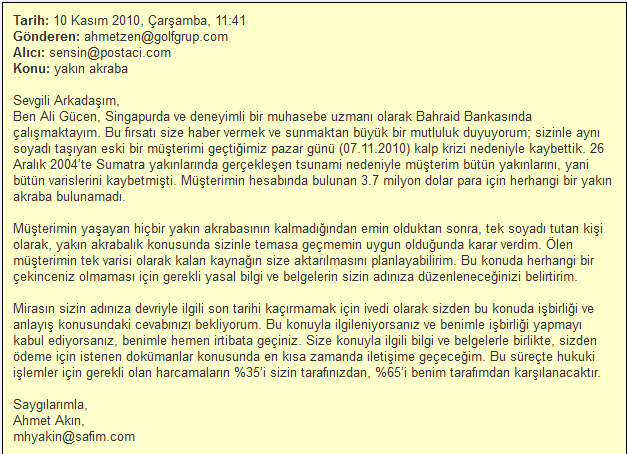 Tarih: 10 Kasım 2010, Çarşamba, 11:41
Gönderen: ahmetzen@golfgrup.com
Alıcı: sensin@postaci.com
Konu: yakın akraba
Sevgili Arkadaşım,
Ben Ali Gücen, Singapurda ve deneyimli bir muhasebe uzmanı olarak Bahraid Bankasında
çalışmaktayım. Bu fırsatı size haber vermek ve sunmaktan büyük bir mutluluk duyuyorum; sizinle aynı
soyadı taşıyan eski bir müşterimi geçtiğimiz pazar günü (07.11.2010) kalp krizi nedeniyle kaybettik. 26
Aralık 2004'te Sumatra yakınlarında gerçekleşen tsunami nedeniyle müşterim bütün yakınlarını, yani
bütün varislerini kaybetmişti. Müşterimin hesabında bulunan 3.7 milyon dolar para için herhangi bir yakın
akraba bulunamadı.
Müşterimin yaşayan hiçbir yakın akrabasının kalmadığından emin olduktan sonra, tek soyadı tutan kişi
olarak, yakın akrabalık konusunda sizinle temasa geçmemin uygun olduğunda karar verdim. Ölen
müşterimin tek varisi olarak kalan kaynağın size aktarılmasını planlayabilirim. Bu konuda herhangi bir
çekinceniz olmaması için gerekli yasal bilgi ve belgelerin sizin adınıza düzenleneceğinizi belirtirim.
Mirasın sizin adınıza devriyle ilgili son tarihi kaçırmamak için ivedi olarak sizden bu konuda işbirliği ve
anlayış konusundaki cevabınızı bekliyorum. Bu konuyla ilgileniyorsanız ve benimle işbirliği yapmayı
kabul ediyorsanız, benimle hemen irtibata geçiniz. Size konuyla ilgili bilgi ve belgelerle birlikte, sizden
ödeme için istenen dokümanlar konusunda en kısa zamanda iletişime geçeceğim. Bu süreçte hukuki
işlemler için gerekli olan harcamaların %35'i sizin tarafınızdan, %65'i benim tarafımdan karşılanacaktır.
Saygılarımla,
Ahmet Akın,
mhyakin@safim.com